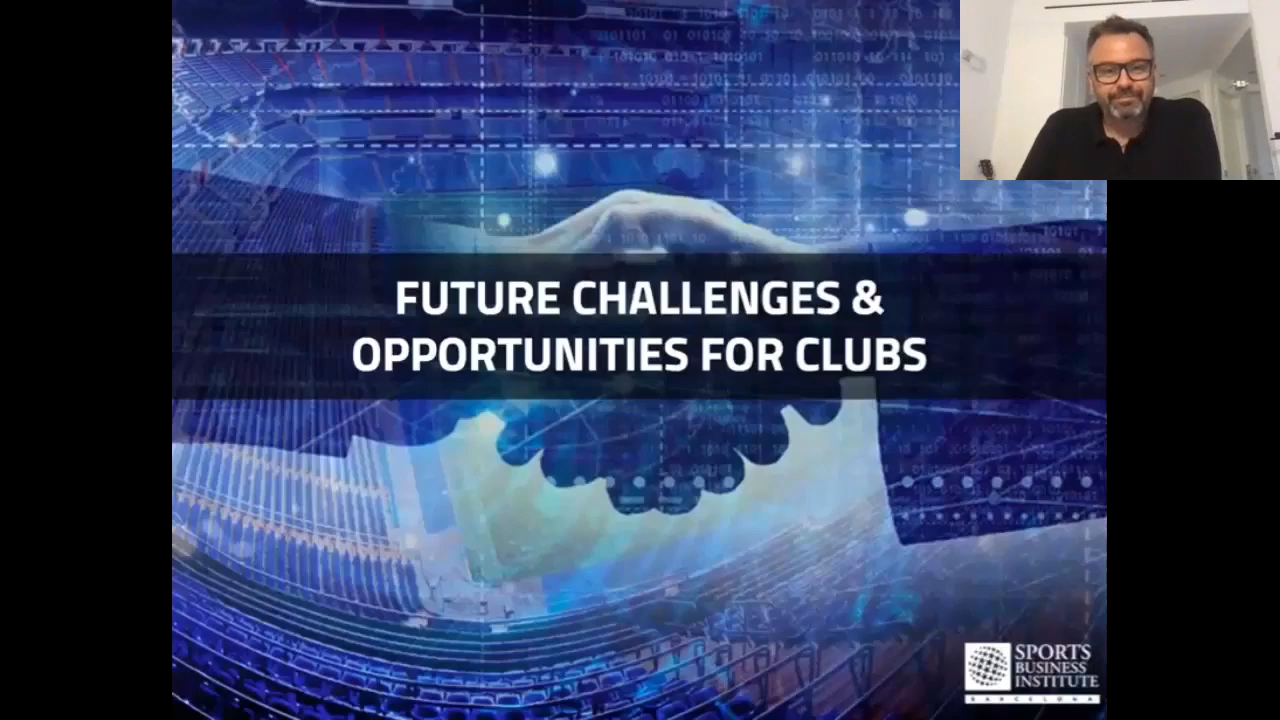 FUTURE CHALLENGES &
OPPORTUNITIES FOR CLUBS
SPORTS
BUSINESS
INSTITUTE
BARCELONA